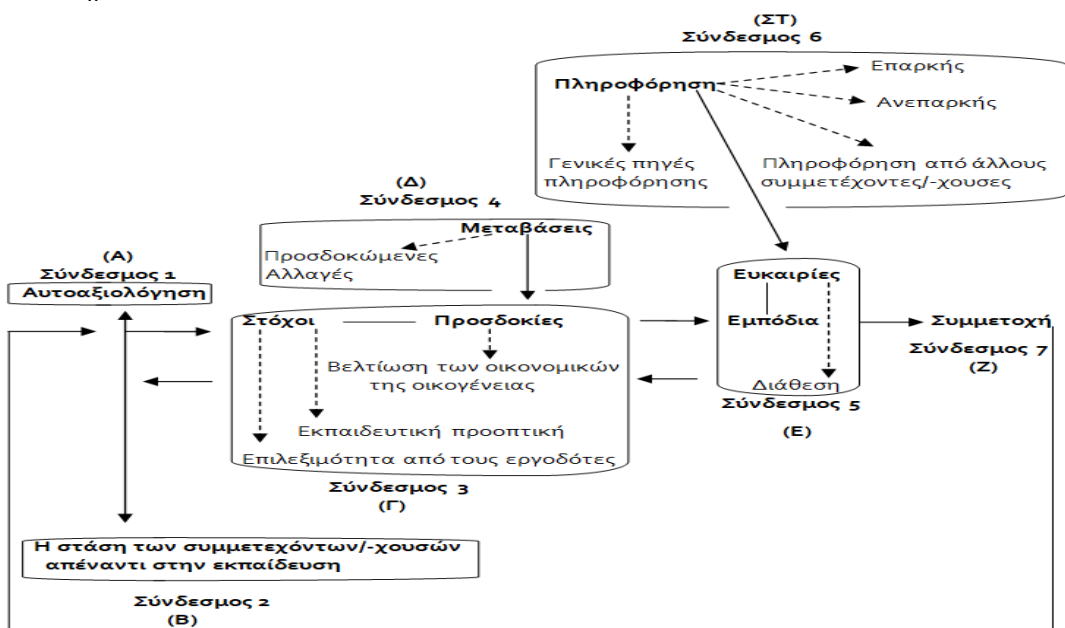 (ΣΤ)
Σύνδεσμος 6
Πληροφόρηση
Επαρκής
Ανεπαρκής
Γενικές πηγές
πληροφόρησης
Πληροφόρηση από άλλους
συμμετέχοντες/-χουσες
(Δ)
Σύνδεσμος 4
Μεταβάσεις
Προσδοκώμενες
Αλλαγές
(Α)
Σύνδεσμος 1
Αυτοαξιολόγηση
Στόχοι
Προσδοκίες
Βελτίωση των οικονομικών
της οικογένειας
Εκπαιδευτική προοπτική
Επιλεξιμότητα από τους εργοδότες
Σύνδεσμος 3
(Γ)
Ευκαιρίες
Εμπόδια
Διάθεση
Σύνδεσμος 5
(Ε)
Συμμετοχή
Σύνδεσμος 7
(Ζ)
Η στάση των συμμετεχόντων/-χουσών
απέναντι στην εκπαίδευση
Σύνδεσμος 2
(Β)